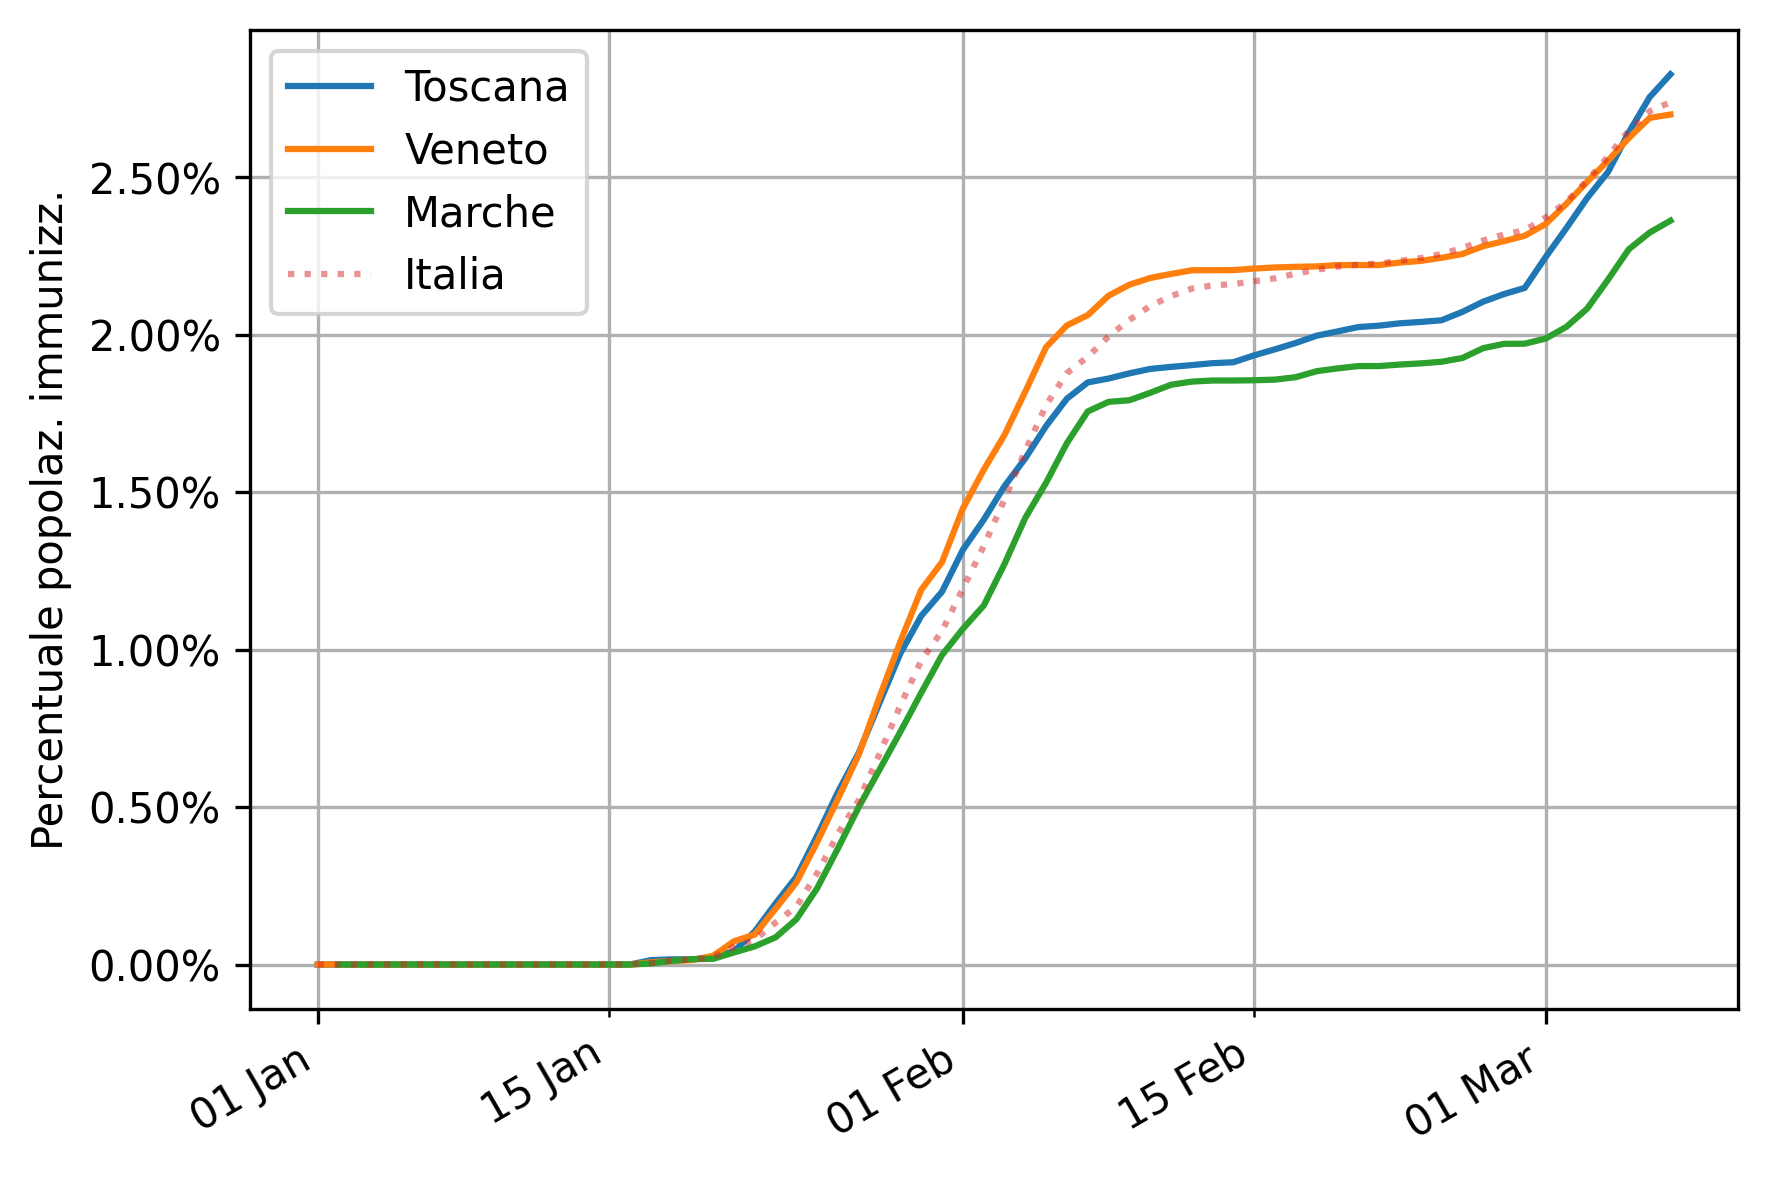 Toscana
Veneto
Marche
Italia
Percentuale popolaz. immunizz.
2.50%
2.00%
1.50%
1.00%
0.50%
0.00%
01 Jan
15 Jan
01 Feb
15 Feb
01 Mar